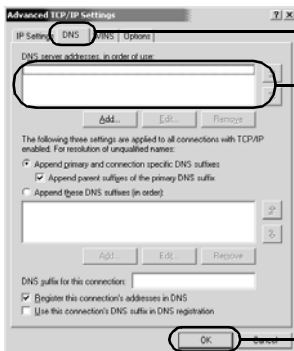 Advanced TCP/IP Settings
IP Settings DNS WINS Options
DNS server addresses, in order of use:
Add... Edit... Remove
The following three settings are applied to all connections with TCP/IP
enabled. For resolution of unqualified names:
Append primary and connection specific DNS suffixes
Append parent suffixes of the primary DNS suffix
Append these DNS suffixes (in order):
Add... Edit... Remove
DNS suffix for this connection:
Register this connection's addresses in DNS
Use this connection's DNS suffix in DNS registration
OK Cancel